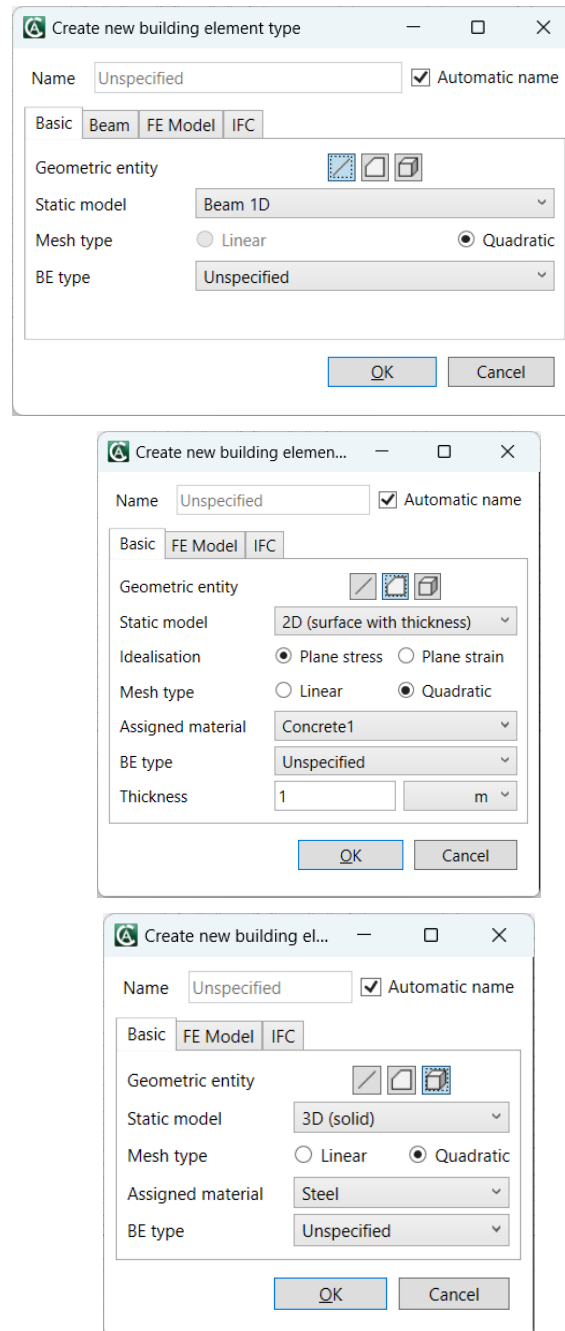 Create new building element type
Name Unspecified Automatic name
Basic Beam FE Model IFC
Geometric entity
Static model Beam 1D
Mesh type Linear Quadratic
BE type Unspecified
OK Cancel
Create new building elemen...
Name Unspecified Automatic name
Basic FE Model IFC
Geometric entity
Static model 2D (surface with thickness)
Idealisation Plane stress Plane strain
Mesh type Linear Quadratic
Assigned material Concrete1
BE type Unspecified
Thickness 1 m
OK Cancel
Create new building el...
Name Unspecified Automatic name
Basic FE Model IFC
Geometric entity
Static model 3D (solid)
Mesh type Linear Quadratic
Assigned material Steel
BE type Unspecified
OK Cancel